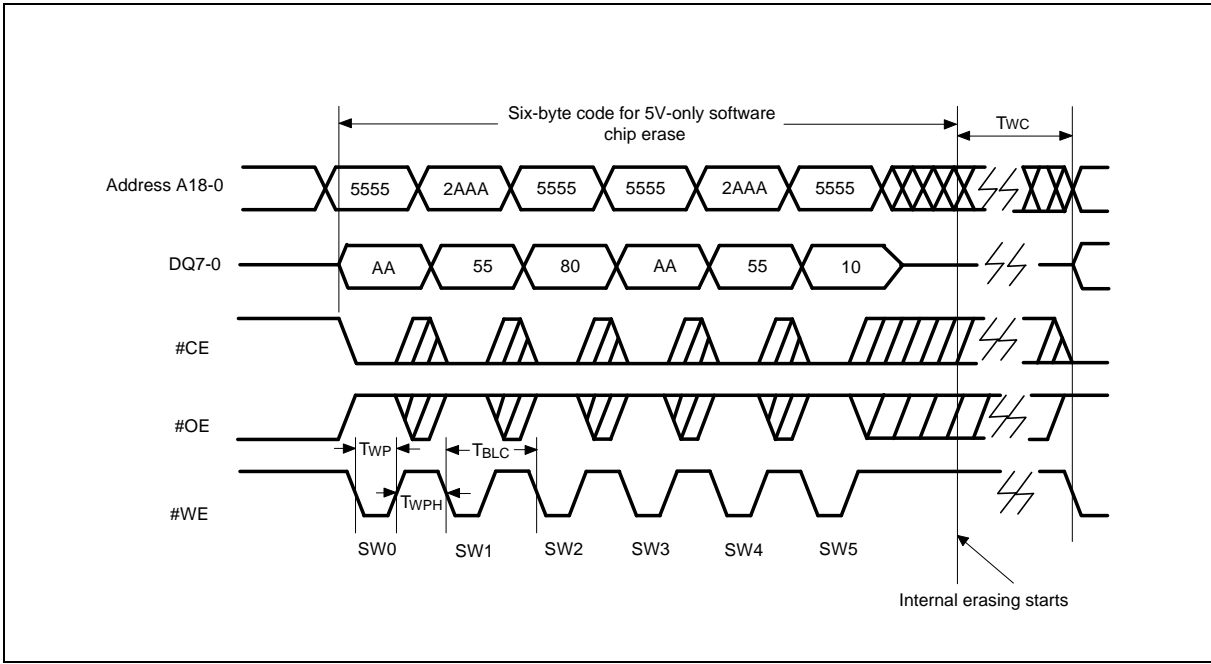 Six-byte code for 5V-only software
chip erase
TWC
Address A18-0
5555
2AAA
5555
5555
2AAA
5555
DQ7-0
AA
55
80
AA
55
10
#CE
#OE
TWP
TBLC
TWPH
#WE
SW0
SW1
SW2
SW3
SW4
SW5
Internal erasing starts